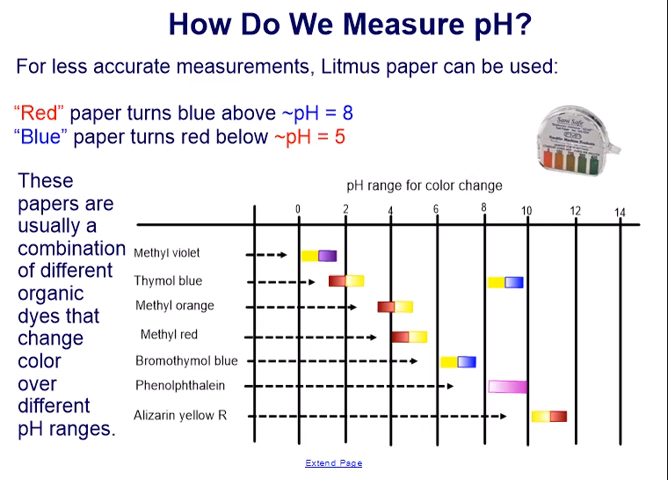 How Do We Measure pH?
For less accurate measurements, Litmus paper can be used:
“Red” paper turns blue above ~pH = 8
“Blue” paper turns red below ~pH = 5
These
papers are
usually a
combination
of different
organic
dyes that
change
color
over
different
pH ranges.
pH range for color change
0 2 4 6 8 10 12 14
Methyl violet
Thymol blue
Methyl orange
Methyl red
Bromothymol blue
Phenolphthalein
Alizarin yellow R
Extend Page